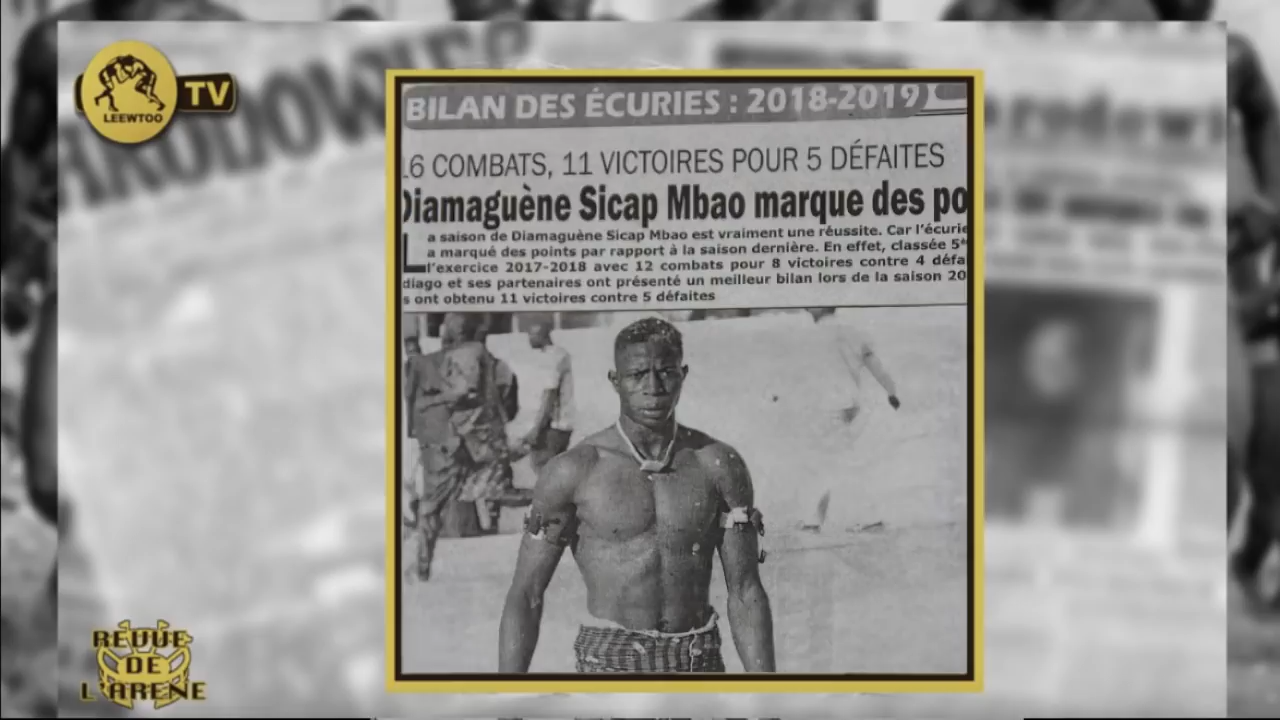 LEEWTOO
TV
BILAN DES ÉCURIES : 2018-2019
16 COMBATS, 11 VICTOIRES POUR 5 DÉFAITES
Diamaguène Sicap Mbao marque des po
La saison de Diamaguène Sicap Mbao est vraiment une réussite. Car l'écurie
a marqué des points par rapport à la saison dernière. En effet, classée 5e
l'exercice 2017-2018 avec 12 combats pour 8 victoires contre 4 défa
diago et ses partenaires ont présenté un meilleur bilan lors de la saison 20
s ont obtenu 11 victoires contre 5 défaites
REVUE
DE
L'ARÈNE